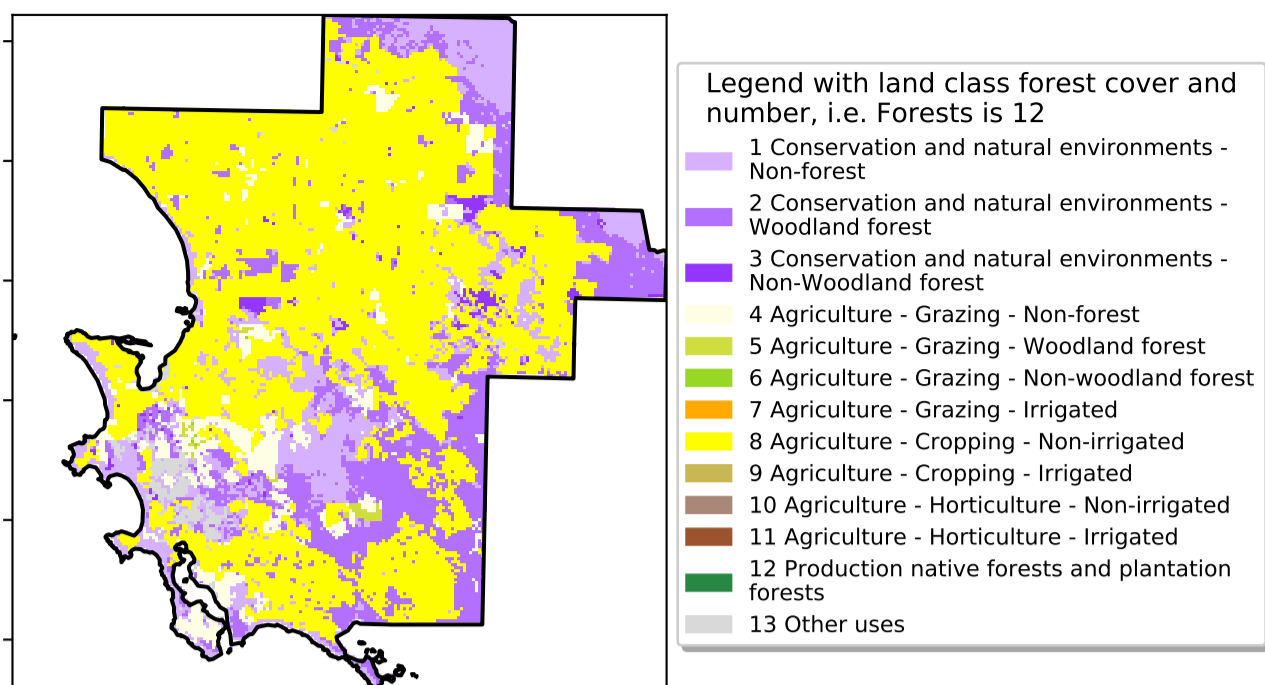 Legend with land class forest cover and
number, i.e. Forests is 12
1 Conservation and natural environments -
Non-forest
2 Conservation and natural environments -
Woodland forest
3 Conservation and natural environments -
Non-Woodland forest
4 Agriculture - Grazing - Non-forest
5 Agriculture - Grazing - Woodland forest
6 Agriculture - Grazing - Non-woodland forest
7 Agriculture - Grazing - Irrigated
8 Agriculture - Cropping - Non-irrigated
9 Agriculture - Cropping - Irrigated
10 Agriculture - Horticulture - Non-irrigated
11 Agriculture - Horticulture - Irrigated
12 Production native forests and plantation
forests
13 Other uses